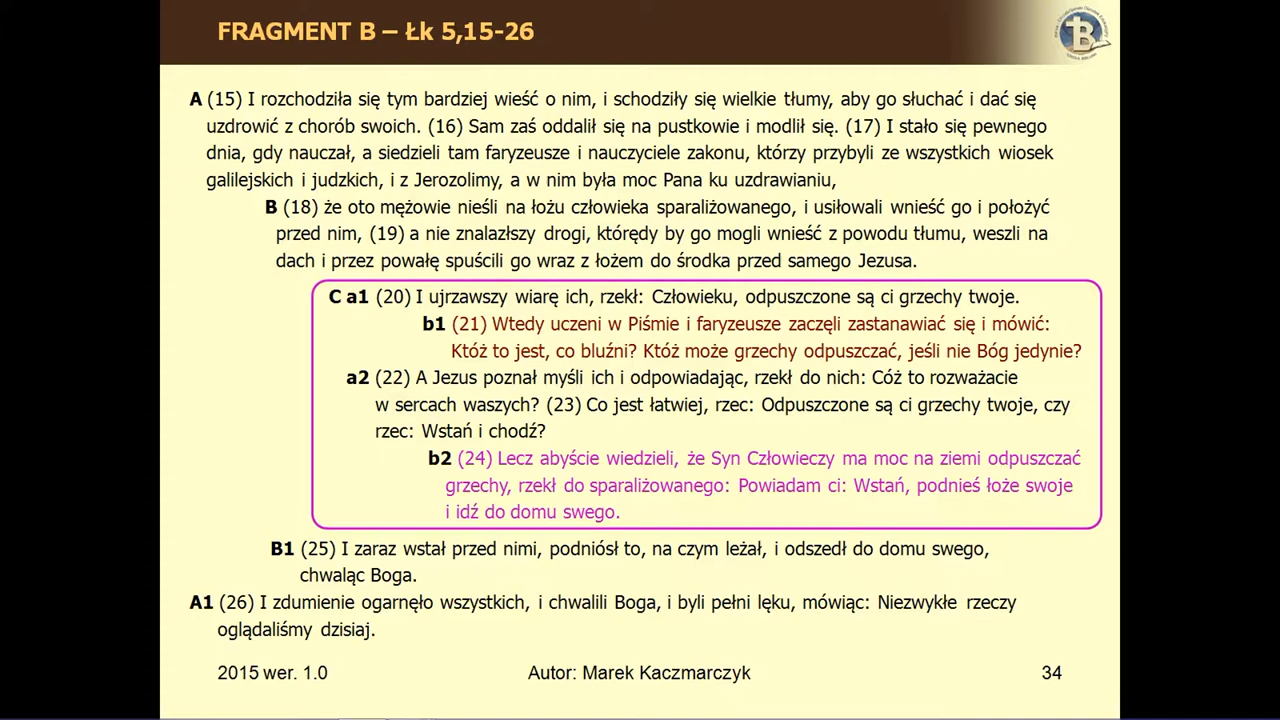 FRAGMENT B – Łk 5,15-26
A (15) I rozchodziła się tym bardziej wieść o nim, i schodziły się wielkie tłumy, aby go słuchać i dać się
uzdrowić z chorób swoich. (16) Sam zaś oddalił się na pustkowie i modlił się. (17) I stało się pewnego
dnia, gdy nauczał, a siedzieli tam faryzeusze i nauczyciele zakonu, którzy przybyli ze wszystkich wiosek
galilejskich i judzkich, i z Jerozolimy, a w nim była moc Pana ku uzdrawianiu,
B (18) że oto mężowie nieśli na łożu człowieka sparaliżowanego, i usiłowali wnieść go i położyć
przed nim, (19) a nie znalazłszy drogi, którędy by go mogli wnieść z powodu tłumu, weszli na
dach i przez powałę spuścili go wraz z łożem do środka przed samego Jezusa.
C a1 (20) I ujrzawszy wiarę ich, rzekł: Człowieku, odpuszczone są ci grzechy twoje.
b1 (21) Wtedy uczeni w Piśmie i faryzeusze zaczęli zastanawiać się i mówić:
Któż to jest, co bluźni? Któż może grzechy odpuszczać, jeśli nie Bóg jedynie?
a2 (22) A Jezus poznał myśli ich i odpowiadając, rzekł do nich: Cóż to rozważacie
w sercach waszych? (23) Co jest łatwiej, rzec: Odpuszczone są ci grzechy twoje, czy
rzec: Wstań i chodź?
b2 (24) Lecz abyście wiedzieli, że Syn Człowieczy ma moc na ziemi odpuszczać
grzechy, rzekł do sparaliżowanego: Powiadam ci: Wstań, podnieś łoże swoje
i idź do domu swego.
B1 (25) I zaraz wstał przed nimi, podniósł to, na czym leżał, i odszedł do domu swego,
chwaląc Boga.
A1 (26) I zdumienie ogarnęło wszystkich, i chwalili Boga, i byli pełni lęku, mówiąc: Niezwykłe rzeczy
oglądaliśmy dzisiaj.
2015 wer. 1.0 Autor: Marek Kaczmarczyk 34